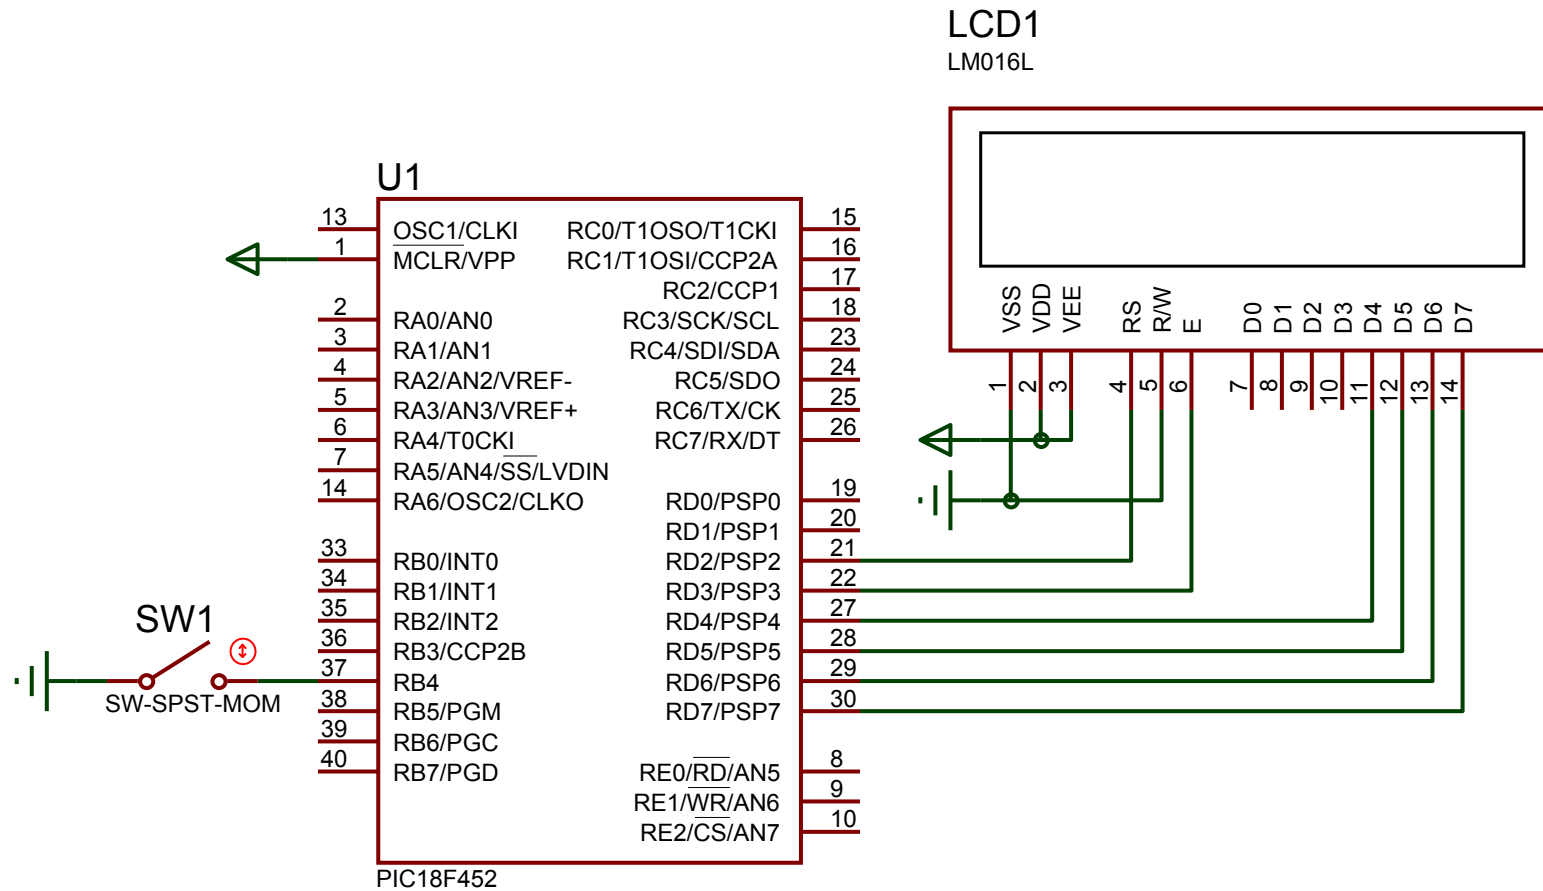 LCD1
LM016L
VSS
VDD
VEE
RS
R/W
E
D0
D1
D2
D3
D4
D5
D6
D7
1
2
3
4
5
6
7
8
9
10
11
12
13
14
U1
13 OSC1/CLKI RC0/T1OSO/T1CKI 15
1 MCLR/VPP RC1/T1OSI/CCP2A 16
RC2/CCP1 17
2 RA0/AN0 RC3/SCK/SCL 18
3 RA1/AN1 RC4/SDI/SDA 23
4 RA2/AN2/VREF- RC5/SDO 24
5 RA3/AN3/VREF+ RC6/TX/CK 25
6 RA4/T0CKI RC7/RX/DT 26
7 RA5/AN4/SS/LVDIN
14 RA6/OSC2/CLKO RD0/PSP0 19
RD1/PSP1 20
33 RB0/INT0 RD2/PSP2 21
34 RB1/INT1 RD3/PSP3 22
35 RB2/INT2 RD4/PSP4 27
36 RB3/CCP2B RD5/PSP5 28
37 RB4 RD6/PSP6 29
38 RB5/PGM RD7/PSP7 30
39 RB6/PGC
40 RB7/PGD RE0/RD/AN5 8
RE1/WR/AN6 9
RE2/CS/AN7 10
PIC18F452
SW1
SW-SPST-MOM